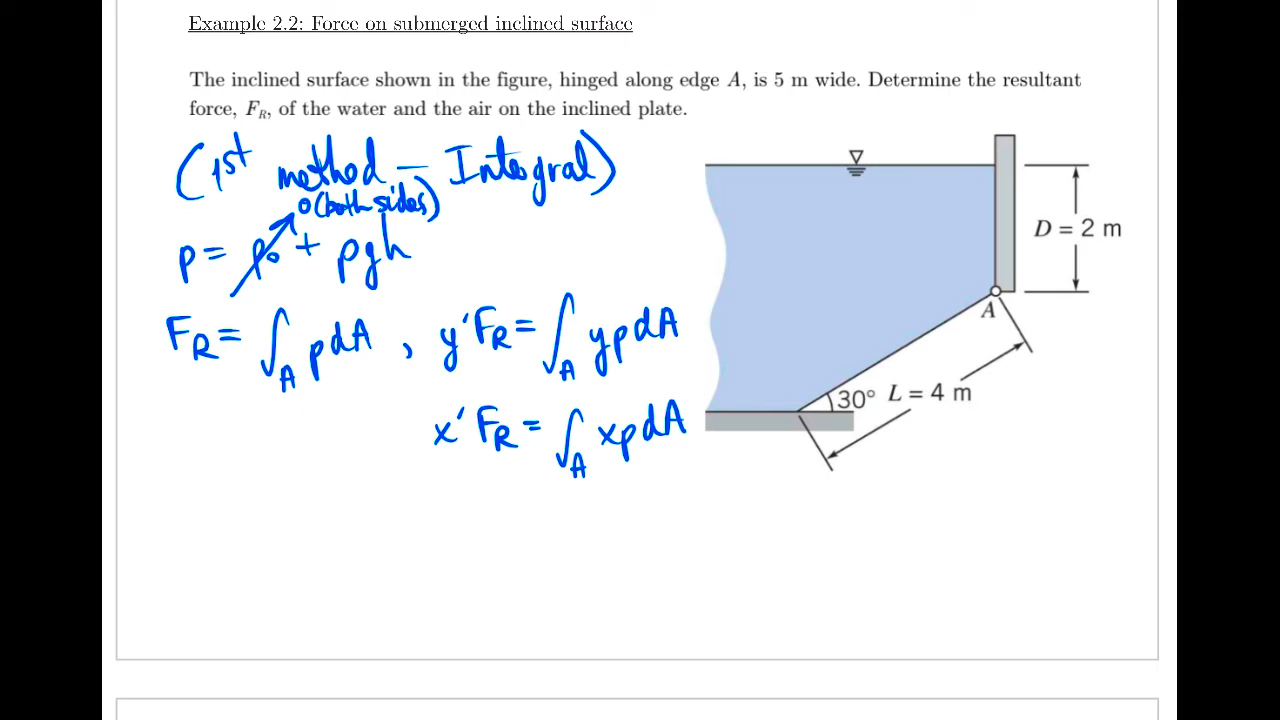 Example 2.2: Force on submerged inclined surface
The inclined surface shown in the figure, hinged along edge A, is 5 m wide. Determine the resultant
force, F_R, of the water and the air on the inclined plate.
(1st method - Integral)
0 (both sides)
p = p₀ + ρgh
F_R = ∫_A p dA , y' F_R = ∫_A y p dA
x' F_R = ∫_A x p dA
D = 2 m
A
30° L = 4 m